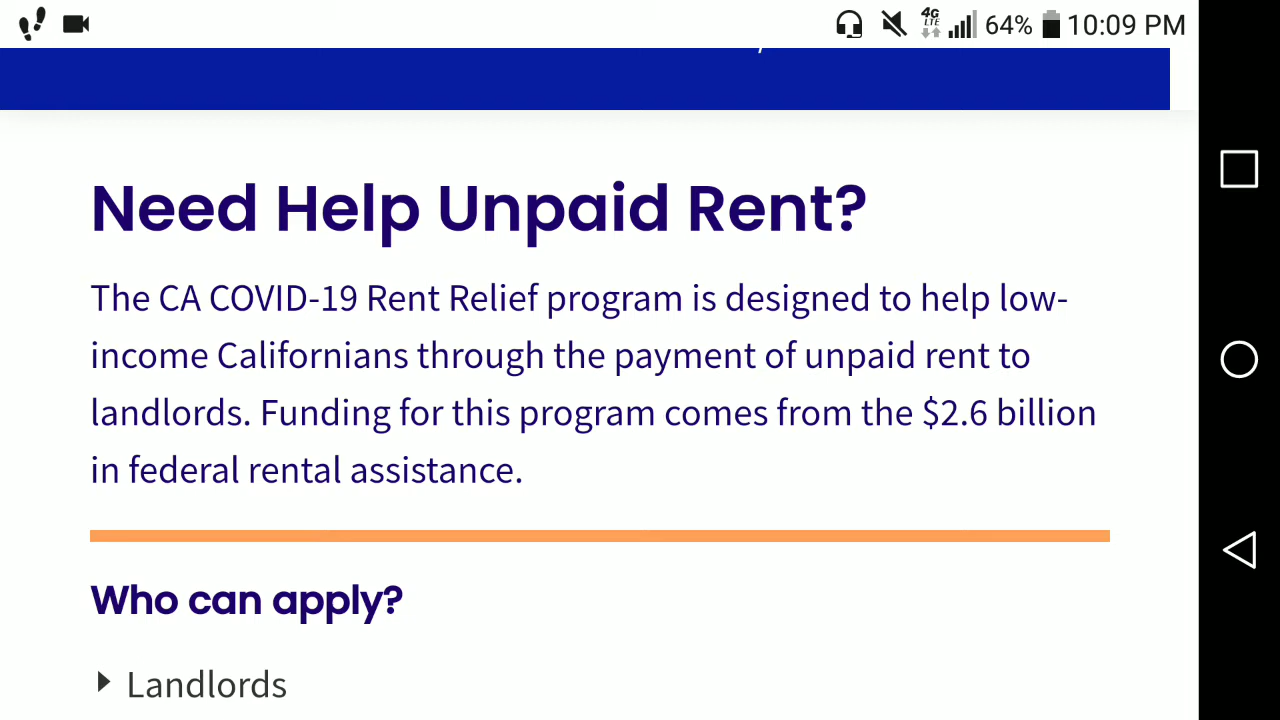 4G
LTE
64%
10:09 PM
Need Help Unpaid Rent?
The CA COVID-19 Rent Relief program is designed to help low-
income Californians through the payment of unpaid rent to
landlords. Funding for this program comes from the $2.6 billion
in federal rental assistance.
Who can apply?
Landlords